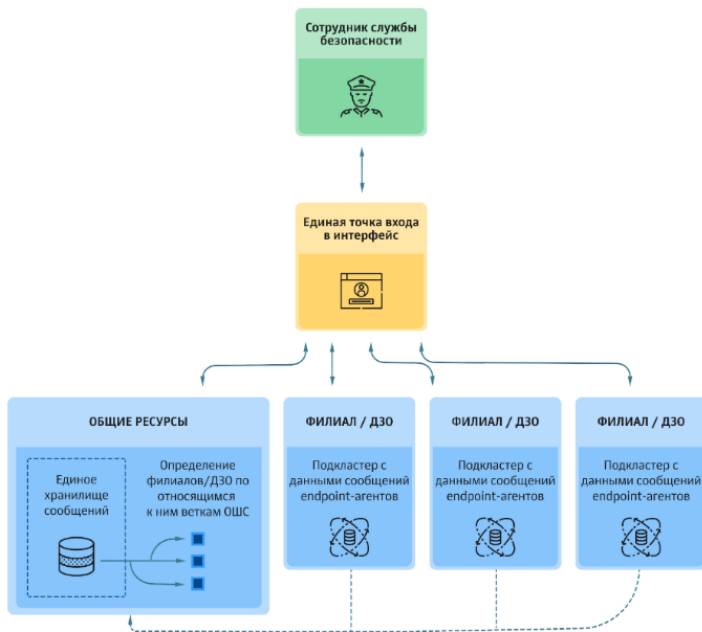 Сотрудник службы
безопасности
Единая точка входа
в интерфейс
ОБЩИЕ РЕСУРСЫ
Единое
хранилище
сообщений
Определение
филиалов/ДЗО по
относящимся
к ним веткам ОШС
ФИЛИАЛ / ДЗО
Подкластер с
данными сообщений
endpoint-агентов
ФИЛИАЛ / ДЗО
Подкластер с
данными сообщений
endpoint-агентов
ФИЛИАЛ / ДЗО
Подкластер с
данными сообщений
endpoint-агентов